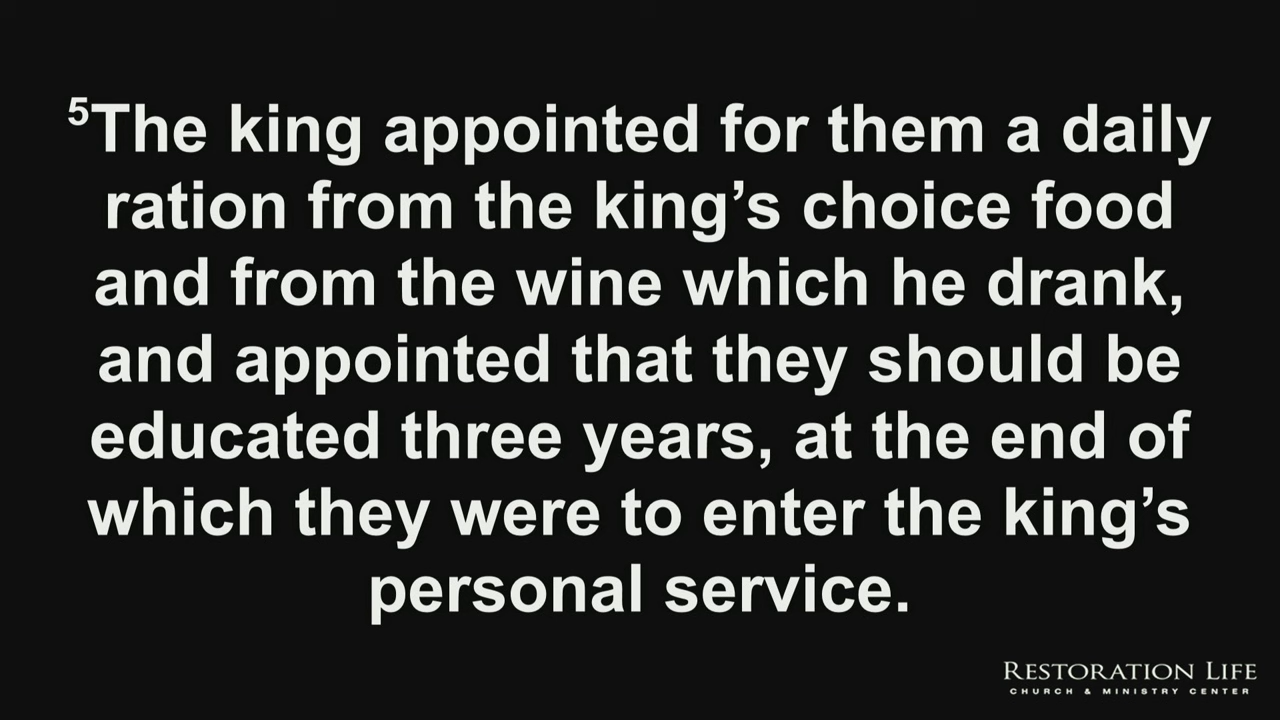 ⁵The king appointed for them a daily
ration from the king’s choice food
and from the wine which he drank,
and appointed that they should be
educated three years, at the end of
which they were to enter the king’s
personal service.
RESTORATION LIFE
CHURCH & MINISTRY CENTER